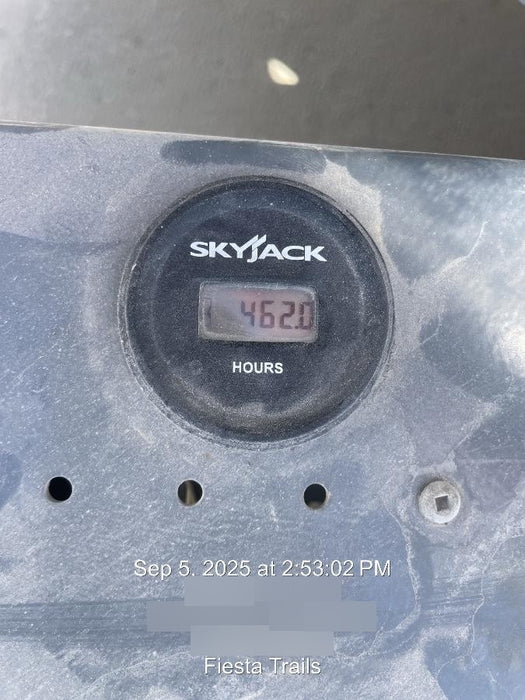 SKYJACK
462.0
HOURS
Sep 5, 2025 at 2:53:02 PM
Fiesta Trails